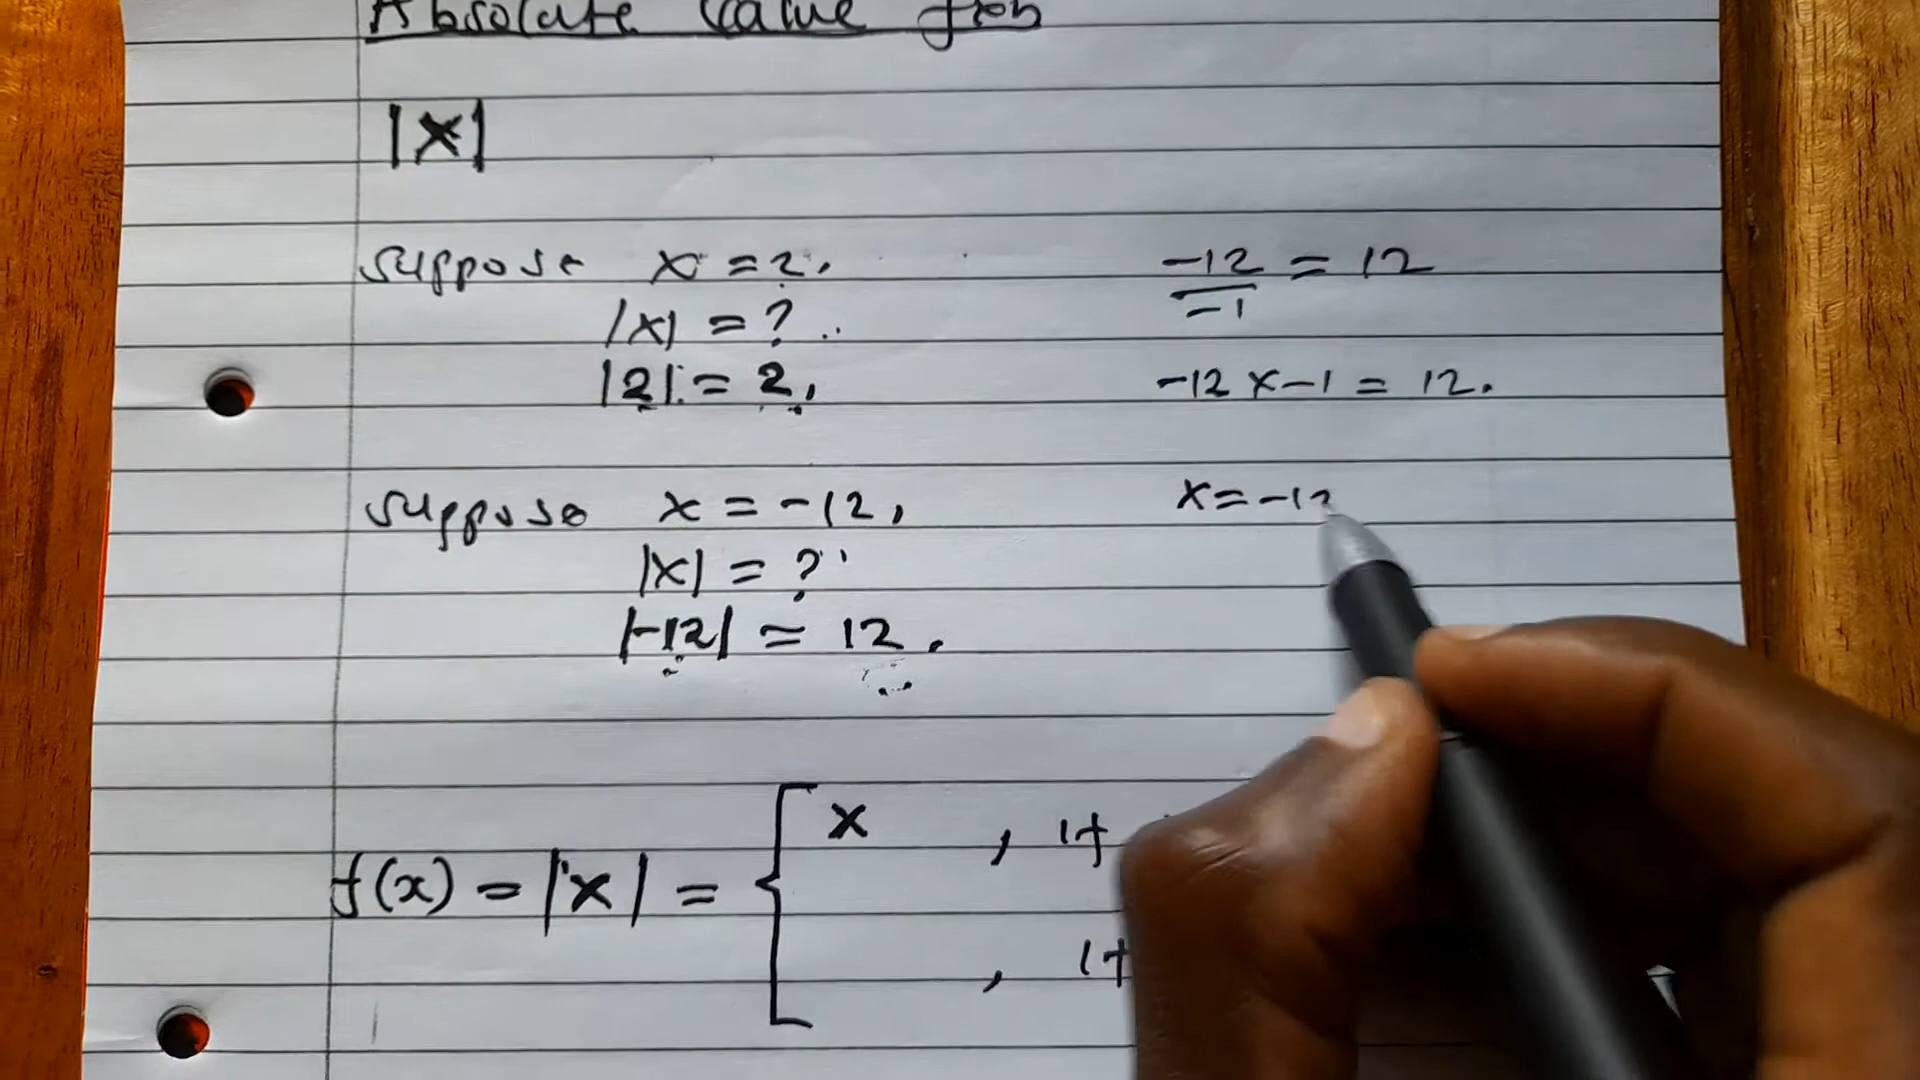 Absolute value fxn
|x|
suppose x = 2,
|x| = ?
|2| = 2,
-12/-1 = 12
-12 x -1 = 12.
suppose x = -12,
|x| = ?
|-12| = 12.
x = -12
f(x) = |x| = { x , if
, if